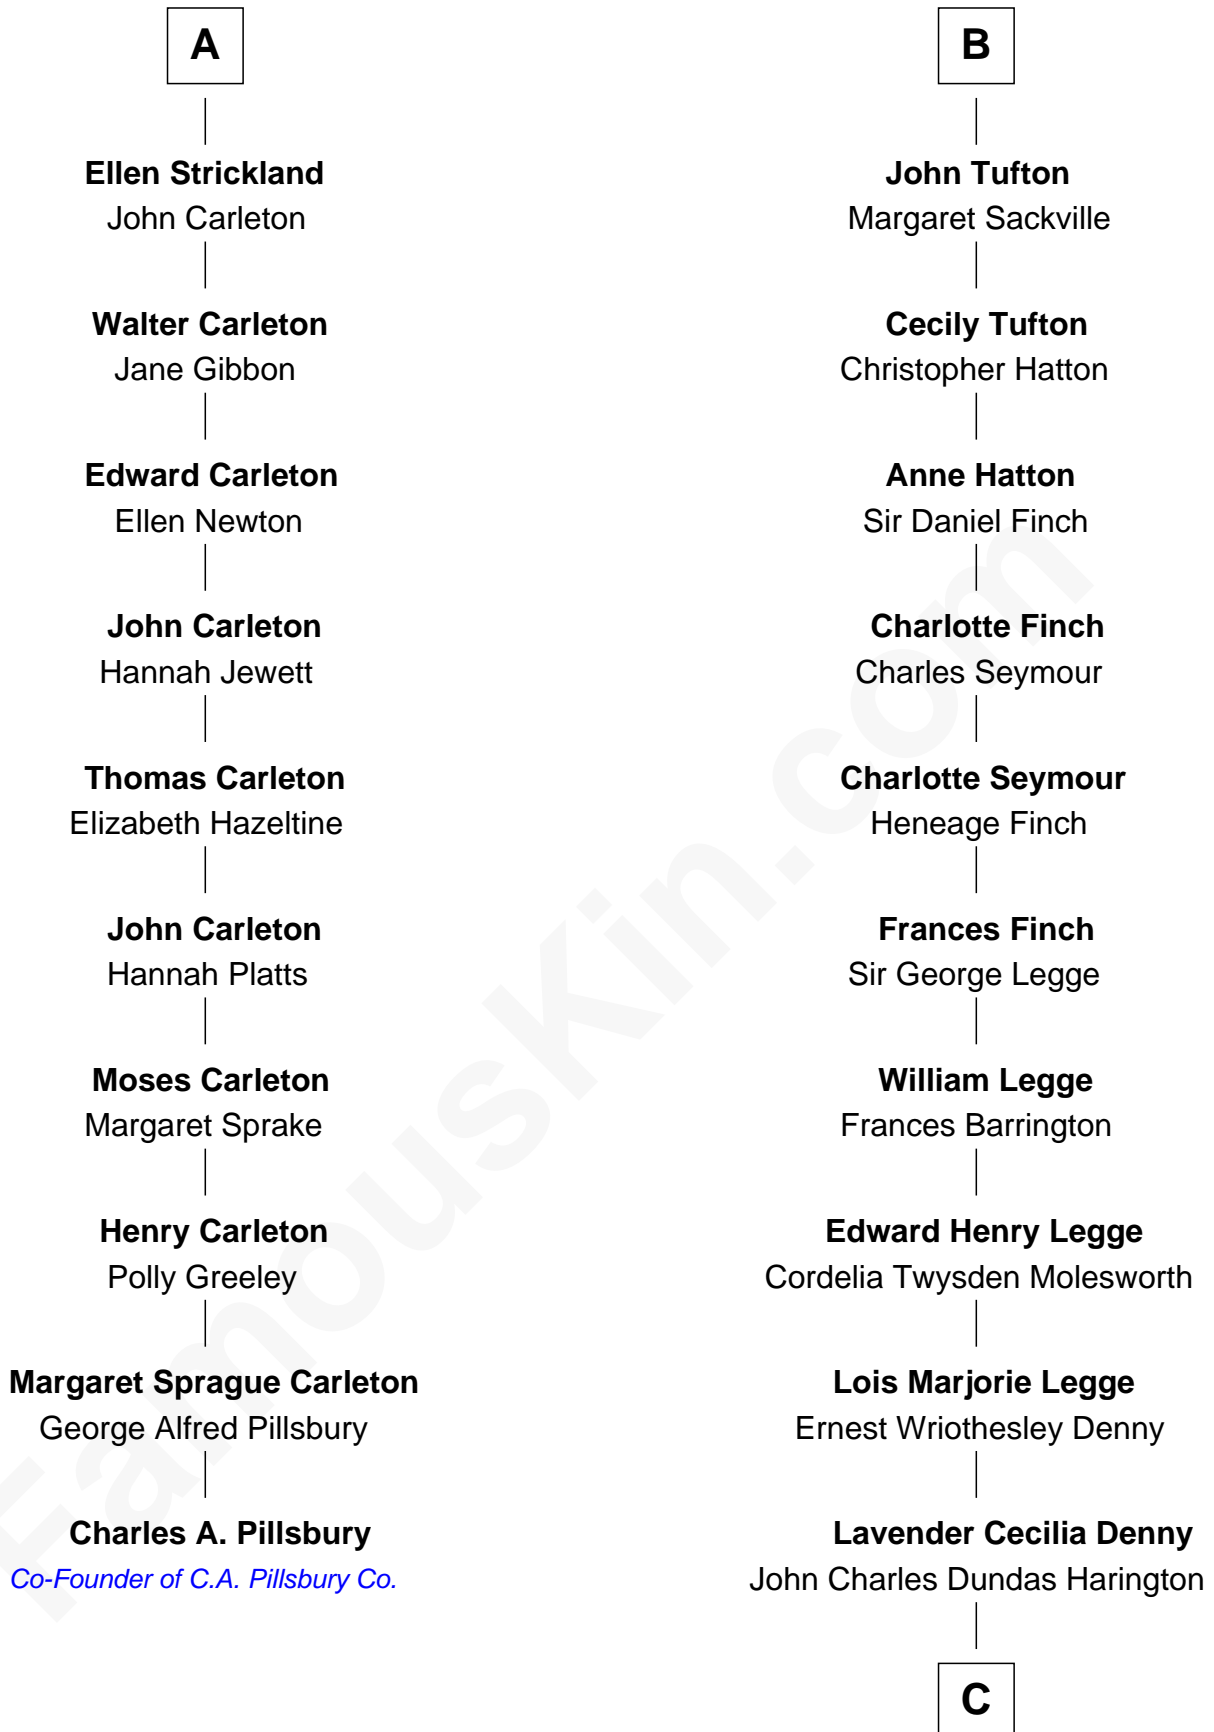 A
Ellen Strickland
John Carleton
Walter Carleton
Jane Gibbon
Edward Carleton
Ellen Newton
John Carleton
Hannah Jewett
Thomas Carleton
Elizabeth Hazeltine
John Carleton
Hannah Platts
Moses Carleton
Margaret Sprake
Henry Carleton
Polly Greeley
Margaret Sprague Carleton
George Alfred Pillsbury
Charles A. Pillsbury
Co-Founder of C.A. Pillsbury Co.
B
John Tufton
Margaret Sackville
Cecily Tufton
Christopher Hatton
Anne Hatton
Sir Daniel Finch
Charlotte Finch
Charles Seymour
Charlotte Seymour
Heneage Finch
Frances Finch
Sir George Legge
William Legge
Frances Barrington
Edward Henry Legge
Cordelia Twysden Molesworth
Lois Marjorie Legge
Ernest Wriothesley Denny
Lavender Cecilia Denny
John Charles Dundas Harington
C
FamousKin.com